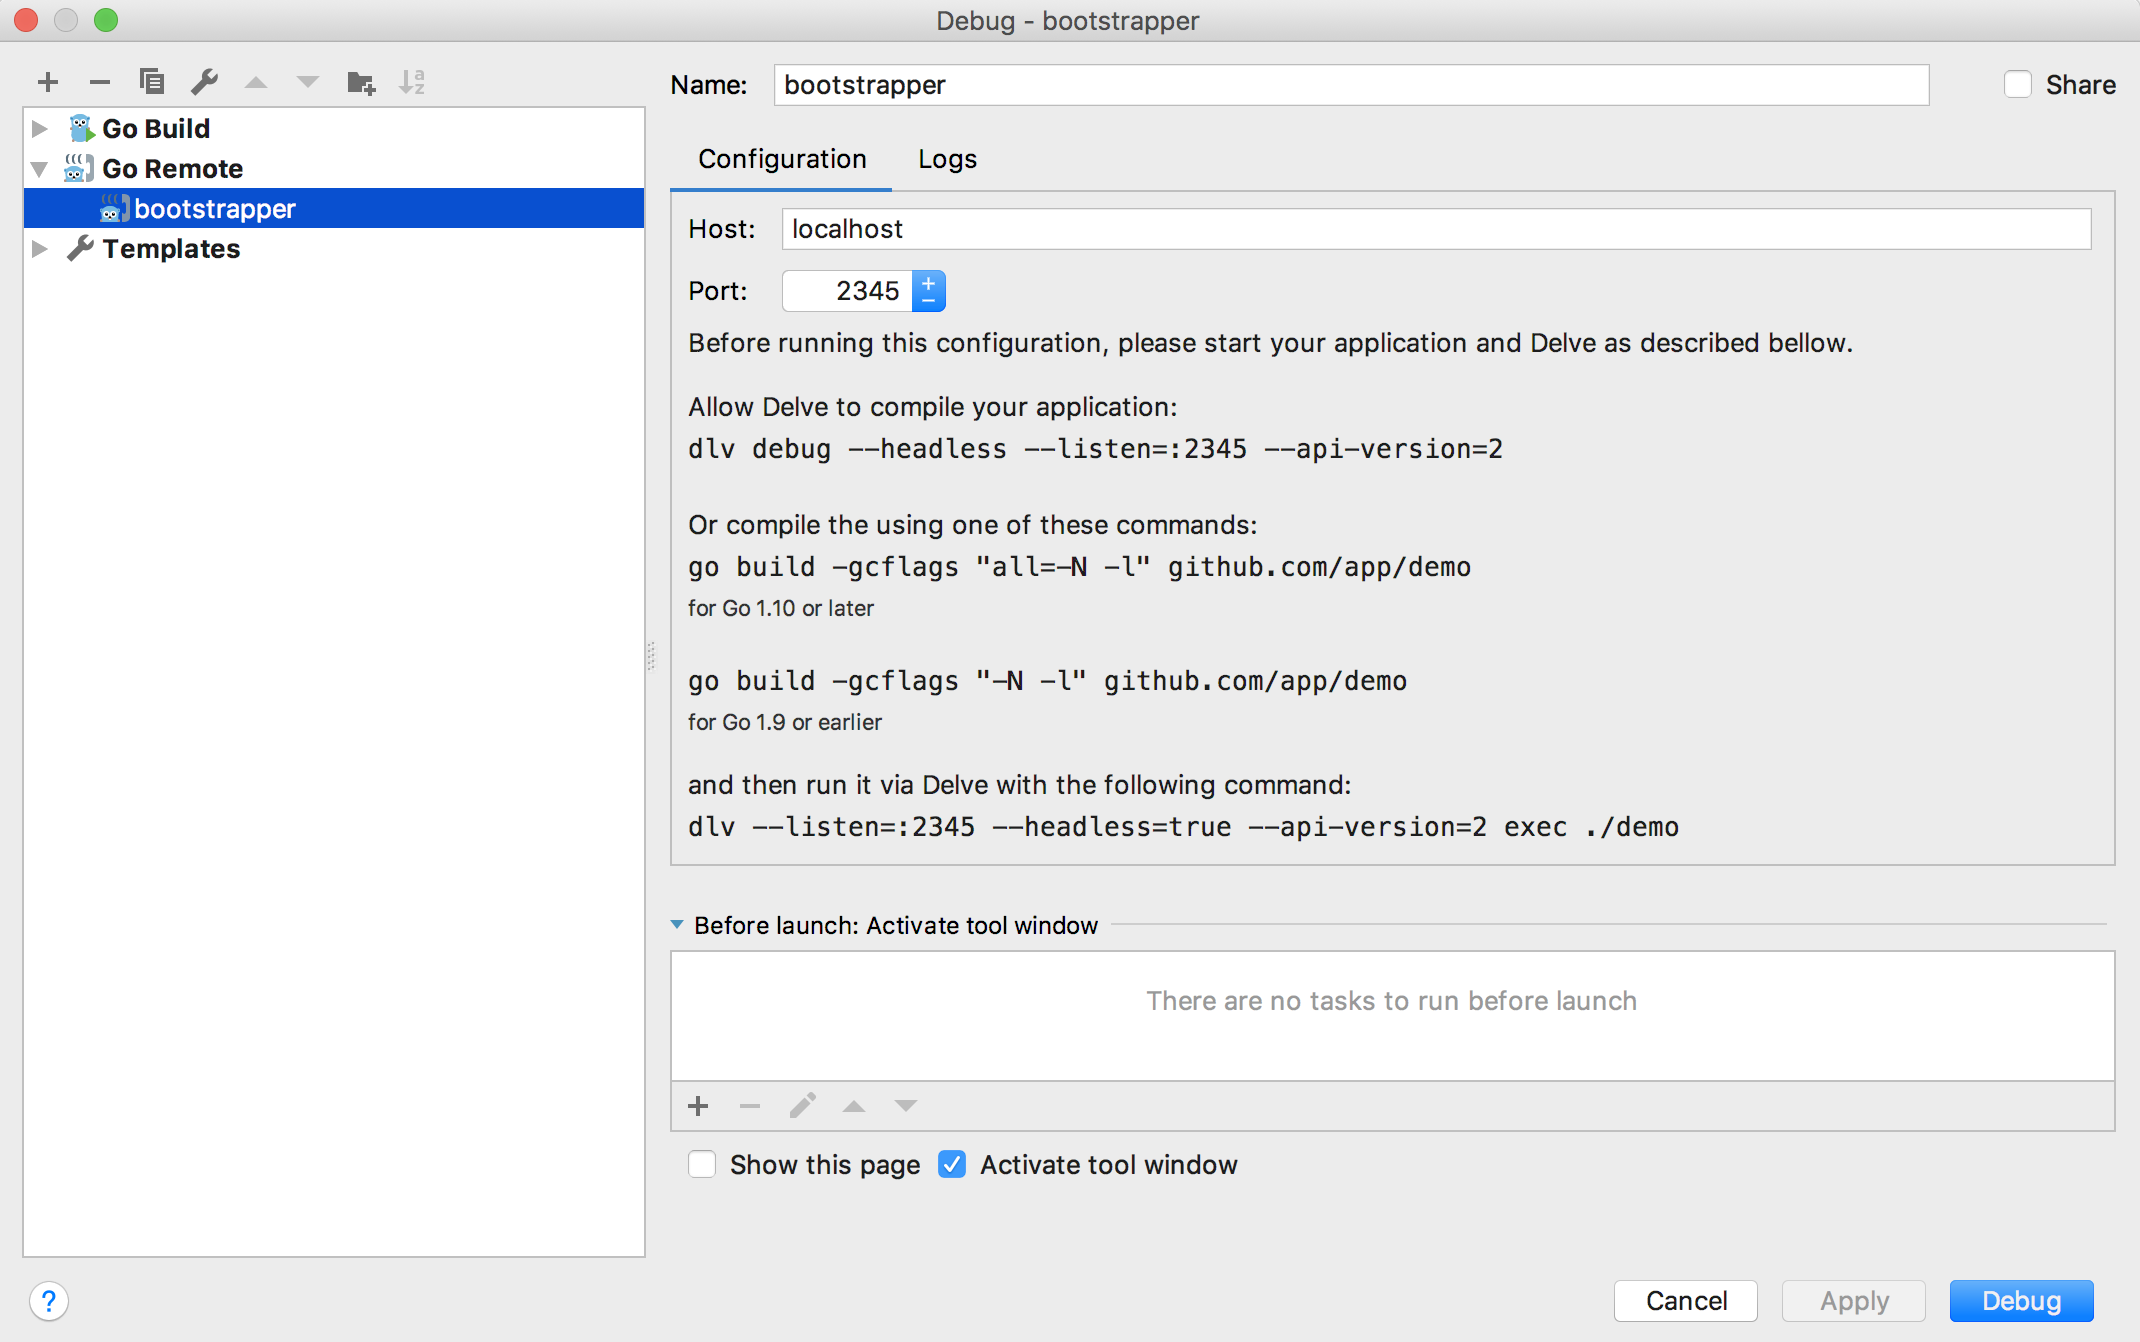 Debug - bootstrapper
Name: bootstrapper
Share
Go Build
Go Remote
bootstrapper
Templates
Configuration Logs
Host: localhost
Port: 2345
Before running this configuration, please start your application and Delve as described bellow.
Allow Delve to compile your application:
dlv debug --headless --listen=:2345 --api-version=2
Or compile the using one of these commands:
go build -gcflags "all=-N -l" github.com/app/demo
for Go 1.10 or later
go build -gcflags "-N -l" github.com/app/demo
for Go 1.9 or earlier
and then run it via Delve with the following command:
dlv --listen=:2345 --headless=true --api-version=2 exec ./demo
Before launch: Activate tool window
There are no tasks to run before launch
Show this page Activate tool window
? Cancel Apply Debug